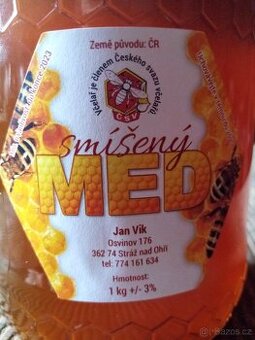 Země původu: ČR
Včelař je členem Českého svazu včelařů
ČSV
smíšený
MED
Jan Vik
Osvinov 176
362 74 Stráž nad Ohří
tel: 774 161 634
Hmotnost:
1 kg +/- 3%